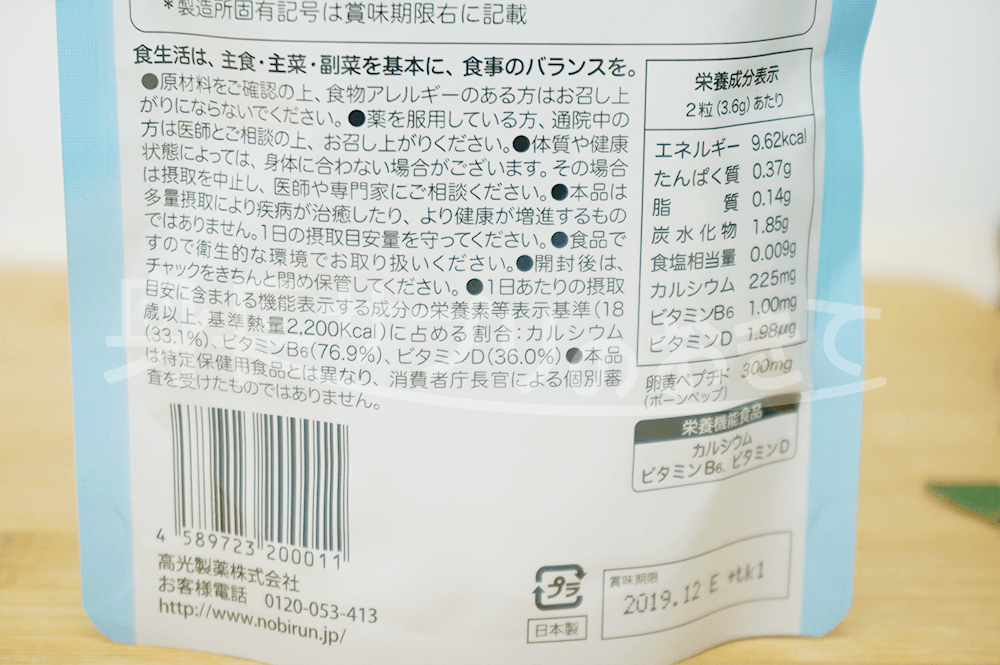 *製造所固有記号は賞味期限右に記載
食生活は、主食・主菜・副菜を基本に、食事のバランスを。
●原材料をご確認の上、食物アレルギーのある方はお召し上
がりにならないでください。●薬を服用している方、通院中の
方は医師とご相談の上、お召し上がりください。●体質や健康
状態によっては、身体に合わない場合がございます。その場合
は摂取を中止し、医師や専門家にご相談ください。●本品は
多量摂取により疾病が治癒したり、より健康が増進するもの
ではありません。1日の摂取目安量を守ってください。●食品で
すので衛生的な環境でお取り扱いください。●開封後は、
チャックをきちんと閉め保管してください。●1日あたりの摂取
目安に含まれる機能表示する成分の栄養素等表示基準(18
歳以上、基準熱量2,200Kcal)に占める割合:カルシウム
(33.1%)、ビタミンB6(76.9%)、ビタミンD(36.0%)●本品
は特定保健用食品とは異なり、消費者庁長官による個別審
査を受けたものではありません。
栄養成分表示
2粒(3.6g)あたり
エネルギー 9.62kcal
たんぱく質 0.37g
脂質 0.14g
炭水化物 1.85g
食塩相当量 0.009g
カルシウム 225mg
ビタミンB6 1.00mg
ビタミンD 1.98μg
卵黄ペプチド 300mg
(ボーンペップ)
栄養機能食品
カルシウム
ビタミンB6、ビタミンD
4 589723 200011
高光製薬株式会社
お客様電話 0120-053-413
http://www.nobirun.jp/
プラ
日本製
賞味期限
2019.12 E +tk1